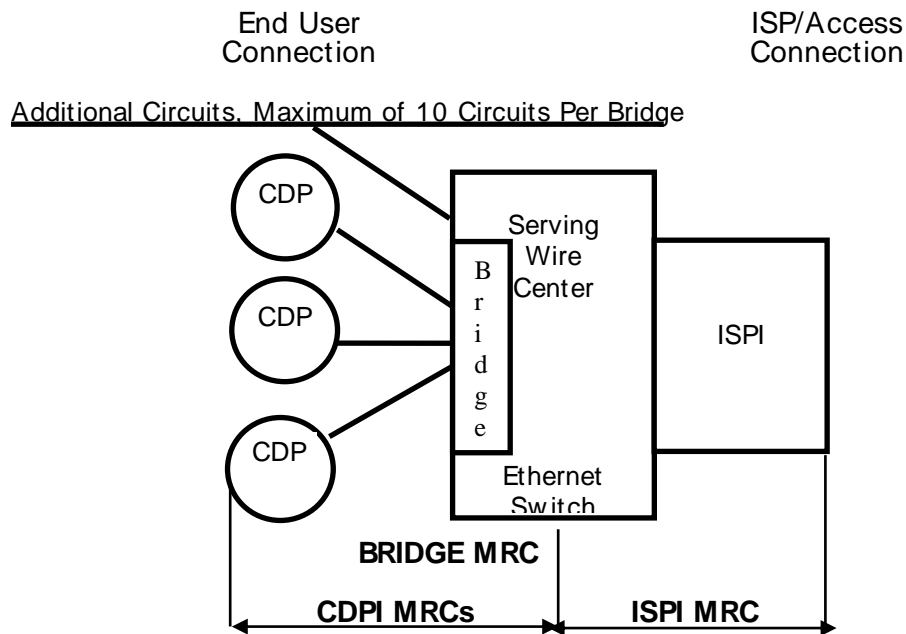 End User
Connection
ISP/Access
Connection
Additional Circuits, Maximum of 10 Circuits Per Bridge
CDP
CDP
CDP
Bridge
Serving
Wire
Center
Ethernet
Switch
ISPI
BRIDGE MRC
CDPI MRCs
ISPI MRC